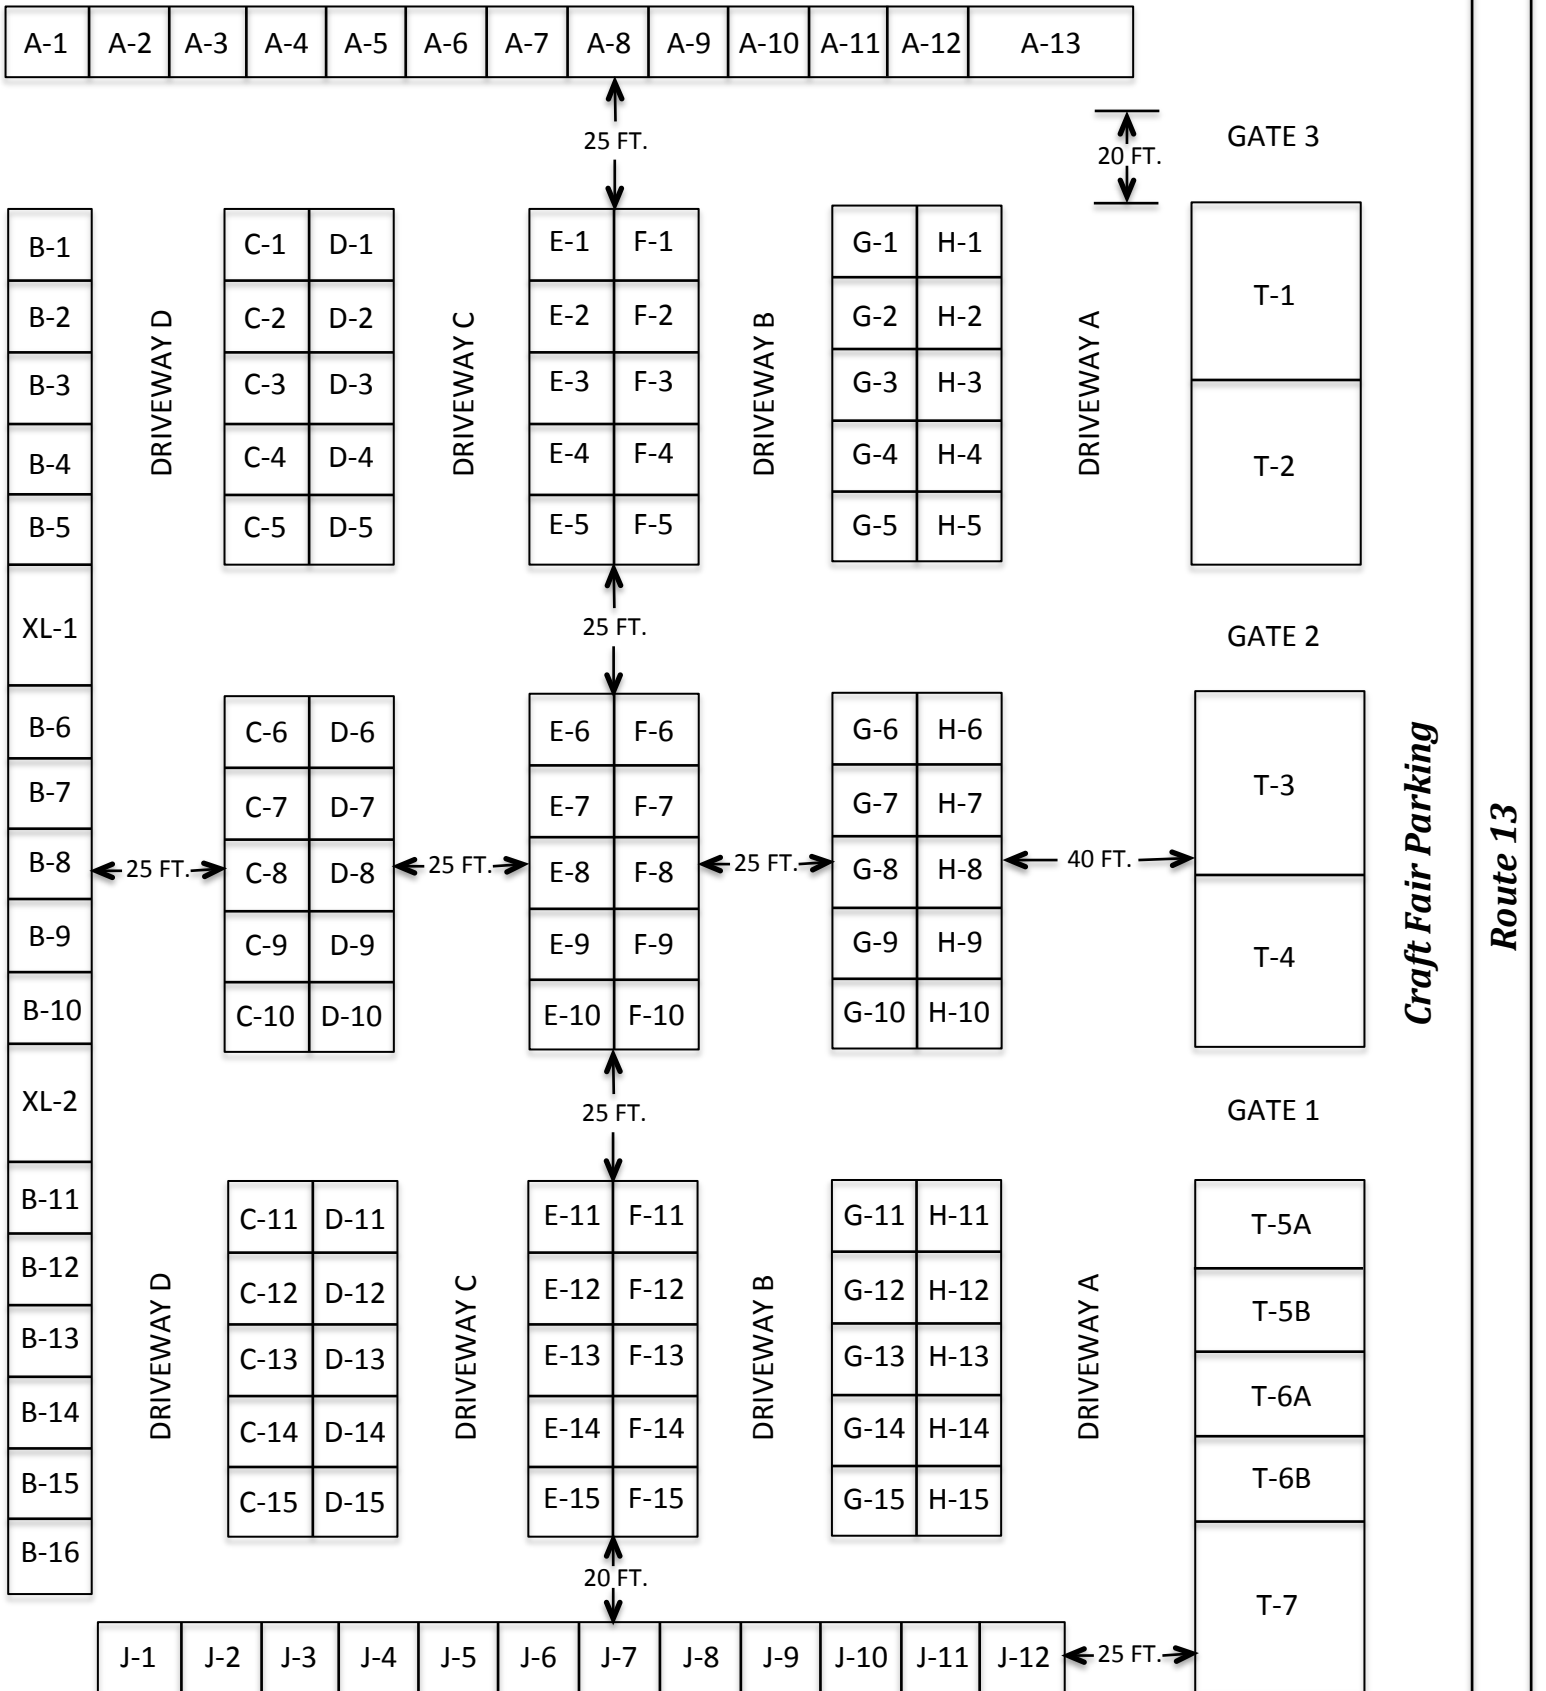 A-1 A-2 A-3 A-4 A-5 A-6 A-7 A-8 A-9 A-10 A-11 A-12 A-13
25 FT.
20 FT.
GATE 3
B-1 C-1 D-1 E-1 F-1 G-1 H-1
T-1
B-2 C-2 D-2 E-2 F-2 G-2 H-2
DRIVEWAY D
DRIVEWAY C
DRIVEWAY B
DRIVEWAY A
B-3 C-3 D-3 E-3 F-3 G-3 H-3
B-4 C-4 D-4 E-4 F-4 G-4 H-4
T-2
B-5 C-5 D-5 E-5 F-5 G-5 H-5
XL-1
25 FT.
GATE 2
B-6 C-6 D-6 E-6 F-6 G-6 H-6
T-3
B-7 C-7 D-7 E-7 F-7 G-7 H-7
B-8 25 FT. C-8 D-8 25 FT. E-8 F-8 25 FT. G-8 H-8 40 FT.
Craft Fair Parking
Route 13
B-9 C-9 D-9 E-9 F-9 G-9 H-9
T-4
B-10 C-10 D-10 E-10 F-10 G-10 H-10
XL-2
25 FT.
GATE 1
B-11 C-11 D-11 E-11 F-11 G-11 H-11 T-5A
B-12 C-12 D-12 E-12 F-12 G-12 H-12 T-5B
DRIVEWAY D
DRIVEWAY C
DRIVEWAY B
DRIVEWAY A
B-13 C-13 D-13 E-13 F-13 G-13 H-13
T-6A
B-14 C-14 D-14 E-14 F-14 G-14 H-14
B-15 C-15 D-15 E-15 F-15 G-15 H-15 T-6B
B-16
20 FT.
T-7
J-1 J-2 J-3 J-4 J-5 J-6 J-7 J-8 J-9 J-10 J-11 J-12 25 FT.